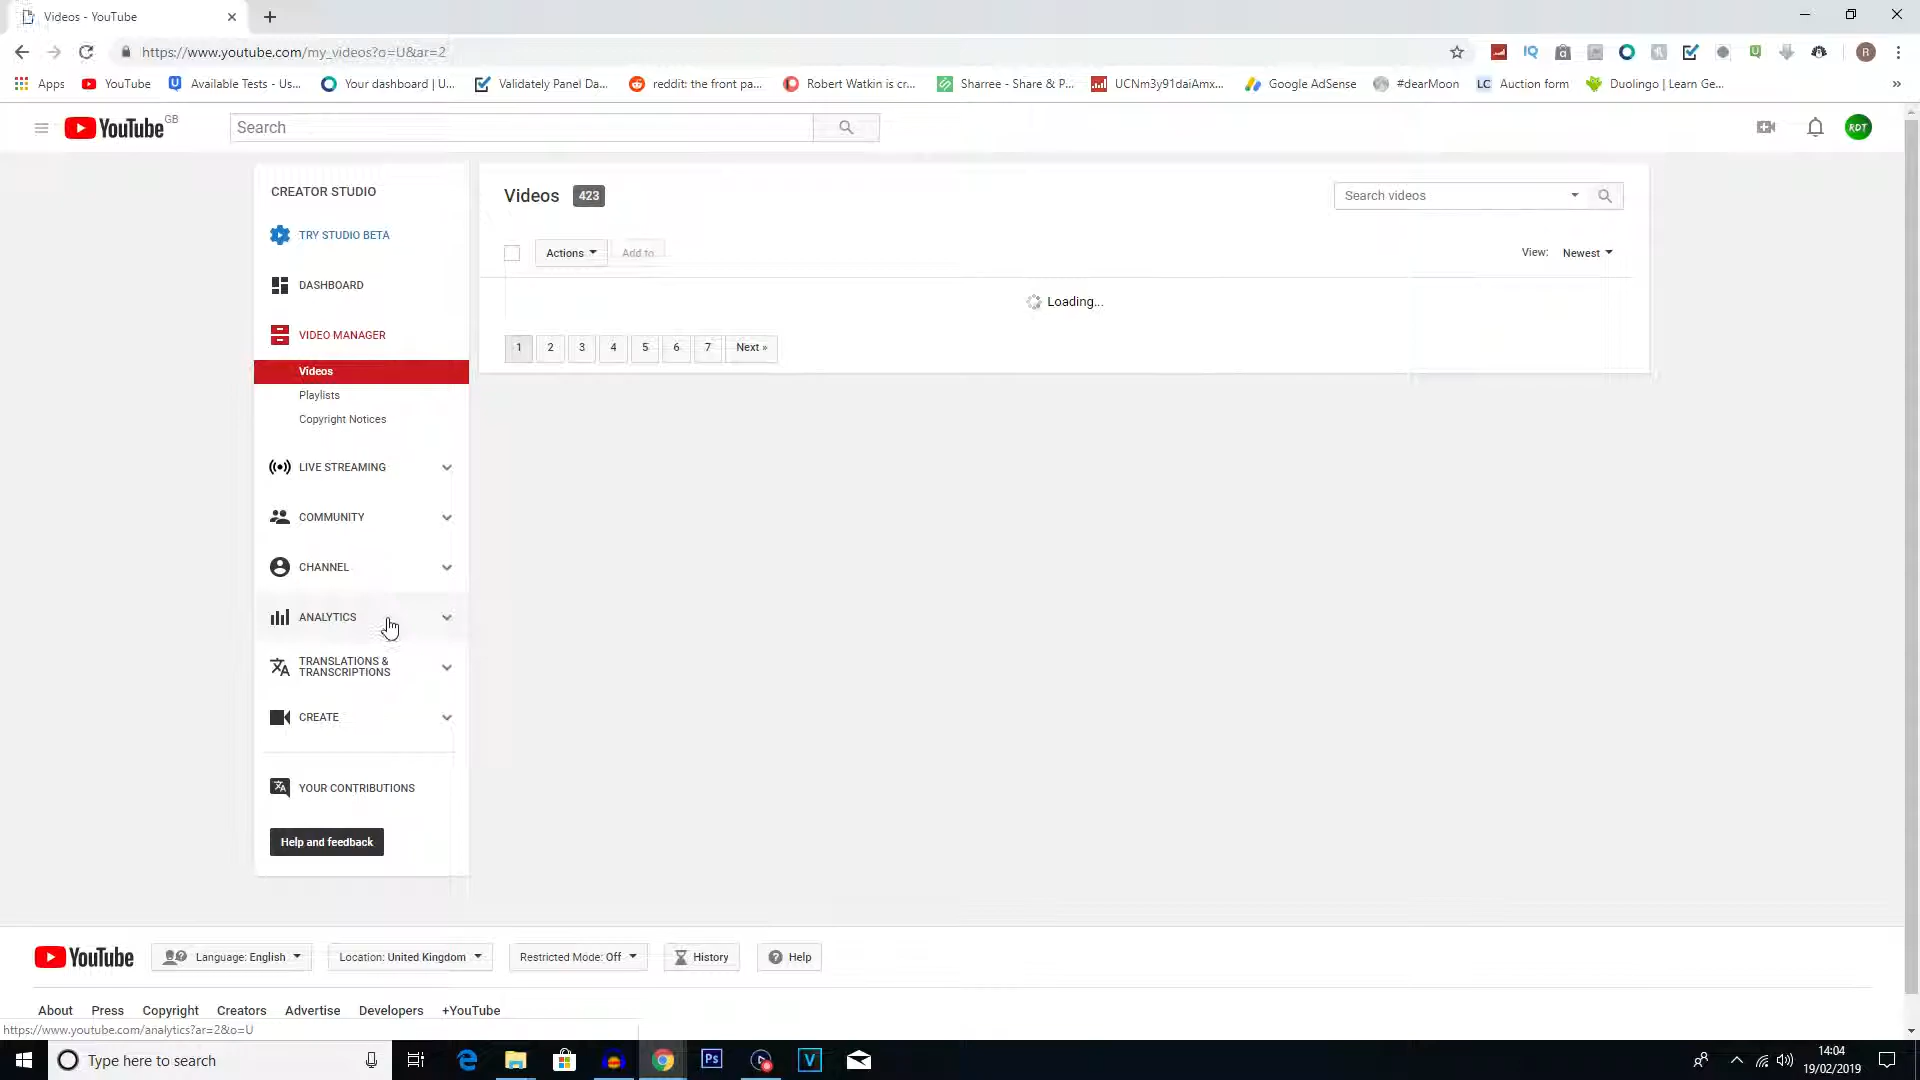 Videos - YouTube
https://www.youtube.com/my_videos?o=U&ar=2
Apps YouTube Available Tests - Us... Your dashboard | U... Validately Panel Da... reddit: the front pa... Robert Watkin is cr... Sharree - Share & P... UCNm3y91daiAmx... Google AdSense #dearMoon LC Auction form Duolingo | Learn Ge... »
YouTube GB Search RDT
CREATOR STUDIO
TRY STUDIO BETA
DASHBOARD
VIDEO MANAGER
Videos
Playlists
Copyright Notices
LIVE STREAMING
COMMUNITY
CHANNEL
ANALYTICS
TRANSLATIONS &
TRANSCRIPTIONS
CREATE
YOUR CONTRIBUTIONS
Help and feedback
Videos 423 Search videos
Actions Add to View: Newest
Loading...
1 2 3 4 5 6 7 Next »
YouTube Language: English Location: United Kingdom Restricted Mode: Off History Help
About Press Copyright Creators Advertise Developers +YouTube
https://www.youtube.com/analytics?ar=2&o=U
Type here to search
Ps
V
14:04
19/02/2019